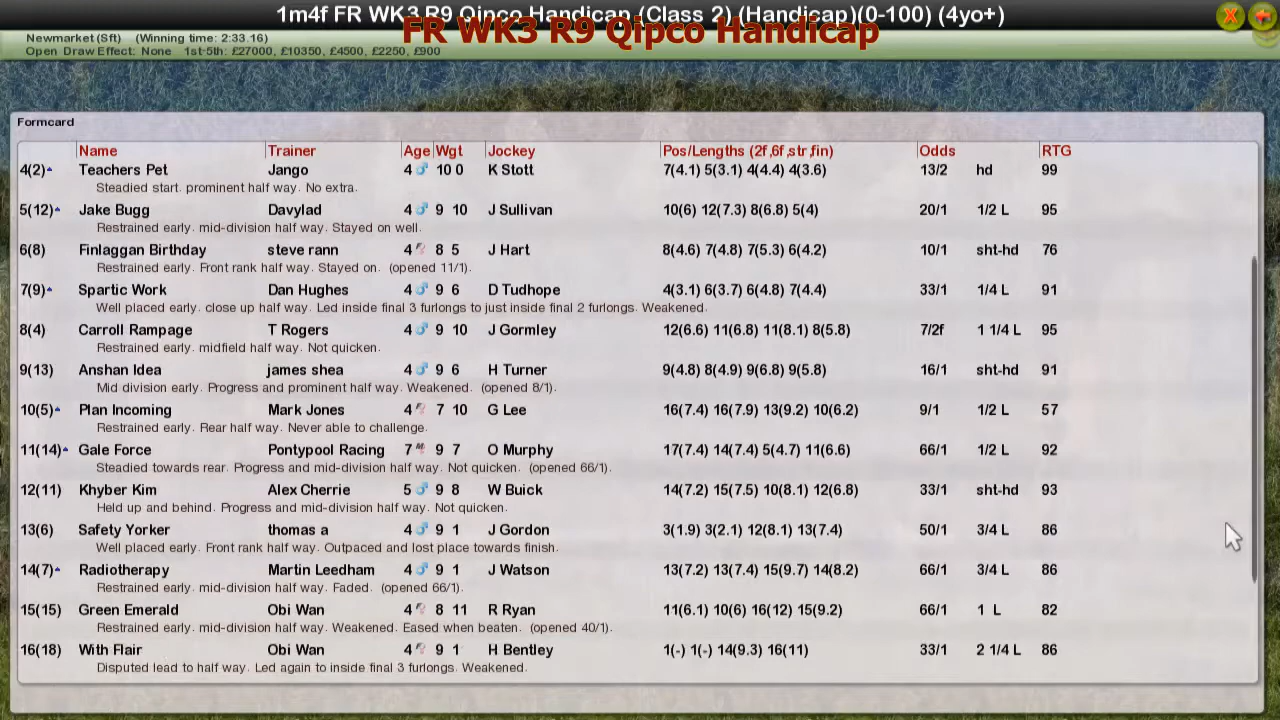 1m4f FR WK3 R9 Qipco Handicap (Class 2) (Handicap)(0-100) (4yo+)
FR WK3 R9 Qipco Handicap
Newmarket(Sft) (Winning time: 2:33.16)
Open Draw Effect: None 1st-5th: £27000, £10350, £4500, £2250, £900
Formcard
Name Trainer Age Wgt Jockey Pos/Lengths (2f,6f,str,fin) Odds RTG
4(2) Teachers Pet Jango 4 10 0 K Stott 7(4.1) 5(3.1) 4(4.4) 4(3.6) 13/2 hd 99
Steadied start. prominent half way. No extra.
5(12) Jake Bugg Davylad 4 9 10 J Sullivan 10(6) 12(7.3) 8(6.8) 5(4) 20/1 1/2 L 95
Restrained early. mid-division half way. Stayed on well.
6(8) Finlaggan Birthday steve rann 4 8 5 J Hart 8(4.6) 7(4.8) 7(5.3) 6(4.2) 10/1 sht-hd 76
Restrained early. Front rank half way. Stayed on. (opened 11/1).
7(9) Spartic Work Dan Hughes 4 9 6 D Tudhope 4(3.1) 6(3.7) 6(4.8) 7(4.4) 33/1 1/4 L 91
Well placed early. close up half way. Led inside final 3 furlongs to just inside final 2 furlongs. Weakened.
8(4) Carroll Rampage T Rogers 4 9 10 J Gormley 12(6.6) 11(6.8) 11(8.1) 8(5.8) 7/2f 1 1/4 L 95
Restrained early. midfield half way. Not quicken.
9(13) Anshan Idea james shea 4 9 6 H Turner 9(4.8) 8(4.9) 9(6.8) 9(5.8) 16/1 sht-hd 91
Mid division early. Progress and prominent half way. Weakened. (opened 8/1).
10(5) Plan Incoming Mark Jones 4 7 10 G Lee 16(7.4) 16(7.9) 13(9.2) 10(6.2) 9/1 1/2 L 57
Restrained early. Rear half way. Never able to challenge.
11(14) Gale Force Pontypool Racing 7 9 7 O Murphy 17(7.4) 14(7.4) 5(4.7) 11(6.6) 66/1 1/2 L 92
Steadied towards rear. Progress and mid-division half way. Not quicken. (opened 66/1).
12(11) Khyber Kim Alex Cherrie 5 9 8 W Buick 14(7.2) 15(7.5) 10(8.1) 12(6.8) 33/1 sht-hd 93
Held up and behind. Progress and mid-division half way. Not quicken.
13(6) Safety Yorker thomas a 4 9 1 J Gordon 3(1.9) 3(2.1) 12(8.1) 13(7.4) 50/1 3/4 L 86
Well placed early. Front rank half way. Outpaced and lost place towards finish.
14(7) Radiotherapy Martin Leedham 4 9 1 J Watson 13(7.2) 13(7.4) 15(9.7) 14(8.2) 66/1 3/4 L 86
Restrained early. mid-division half way. Faded. (opened 66/1).
15(15) Green Emerald Obi Wan 4 8 11 R Ryan 11(6.1) 10(6) 16(12) 15(9.2) 66/1 1 L 82
Restrained early. mid-division half way. Weakened. Eased when beaten. (opened 40/1).
16(18) With Flair Obi Wan 4 9 1 H Bentley 1(-) 1(-) 14(9.3) 16(11) 33/1 2 1/4 L 86
Disputed lead to half way. Led again to inside final 3 furlongs. Weakened.